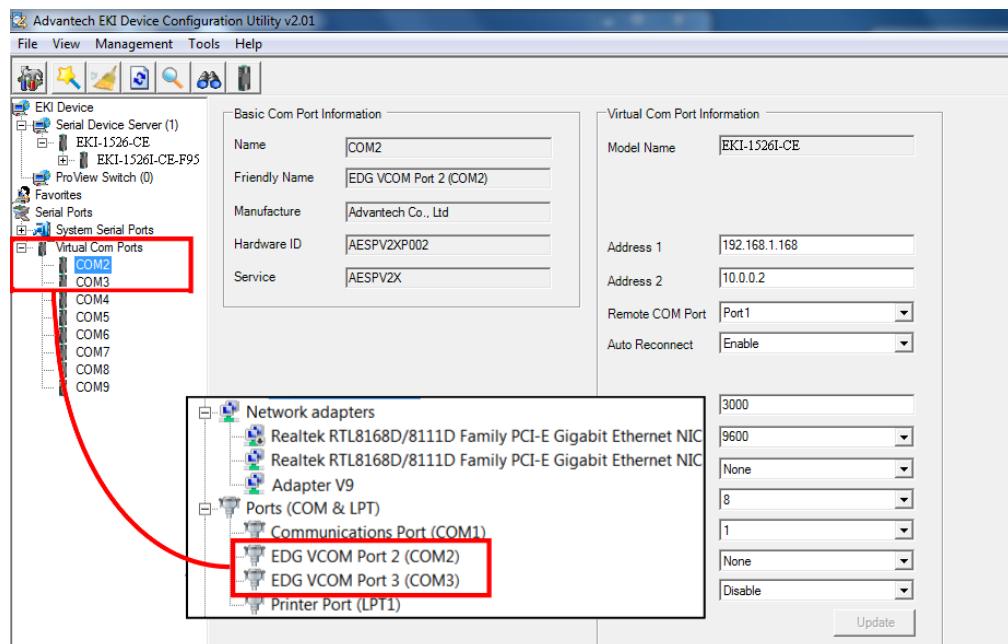 Advantech EKI Device Configuration Utility v2.01
File View Management Tools Help
EKI Device
Serial Device Server (1)
EKI-1526-CE
EKI-1526I-CE-F95
ProView Switch (0)
Favorites
Serial Ports
System Serial Ports
Virtual Com Ports
COM2
COM3
COM4
COM5
COM6
COM7
COM8
COM9
Basic Com Port Information
Name COM2
Friendly Name EDG VCOM Port 2 (COM2)
Manufacture Advantech Co., Ltd
Hardware ID AESPV2XP002
Service AESPV2X
Virtual Com Port Information
Model Name EKI-1526I-CE
Address 1 192.168.1.168
Address 2 10.0.0.2
Remote COM Port Port1
Auto Reconnect Enable
3000
9600
None
8
1
None
Disable
Update
Network adapters
Realtek RTL8168D/8111D Family PCI-E Gigabit Ethernet NIC
Realtek RTL8168D/8111D Family PCI-E Gigabit Ethernet NIC
Adapter V9
Ports (COM & LPT)
Communications Port (COM1)
EDG VCOM Port 2 (COM2)
EDG VCOM Port 3 (COM3)
Printer Port (LPT1)